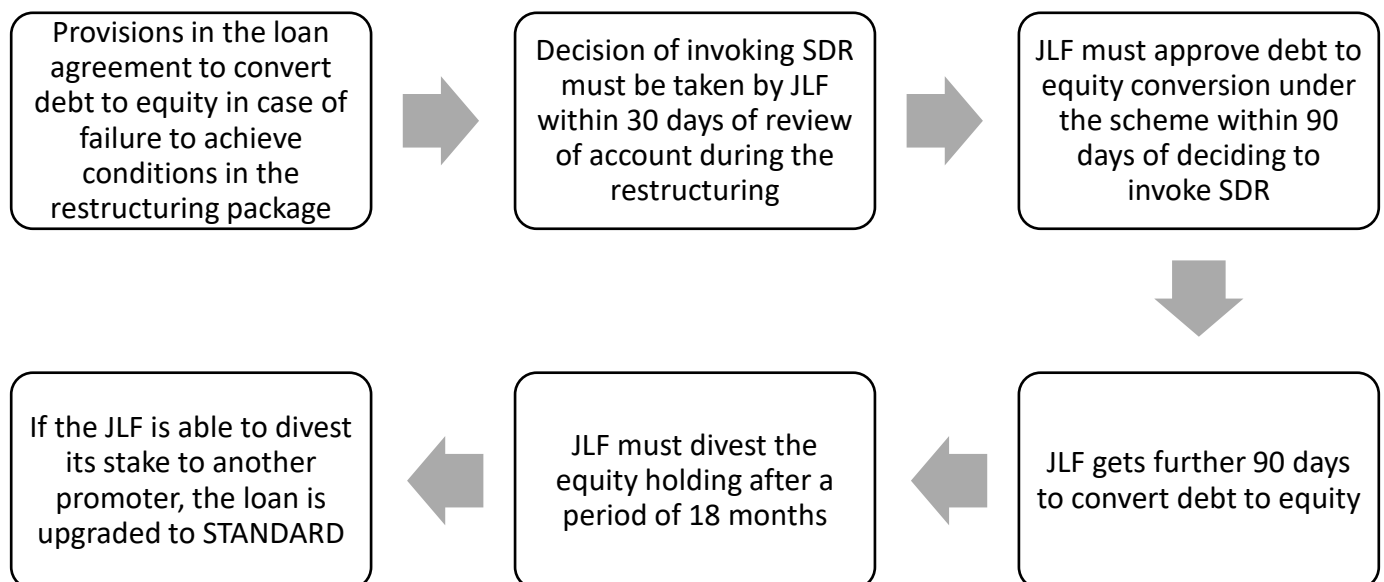 Provisions in the loan
agreement to convert
debt to equity in case of
failure to achieve
conditions in the
restructuring package
Decision of invoking SDR
must be taken by JLF
within 30 days of review
of account during the
restructuring
JLF must approve debt to
equity conversion under
the scheme within 90
days of deciding to
invoke SDR
JLF gets further 90 days
to convert debt to equity
JLF must divest the
equity holding after a
period of 18 months
If the JLF is able to divest
its stake to another
promoter, the loan is
upgraded to STANDARD